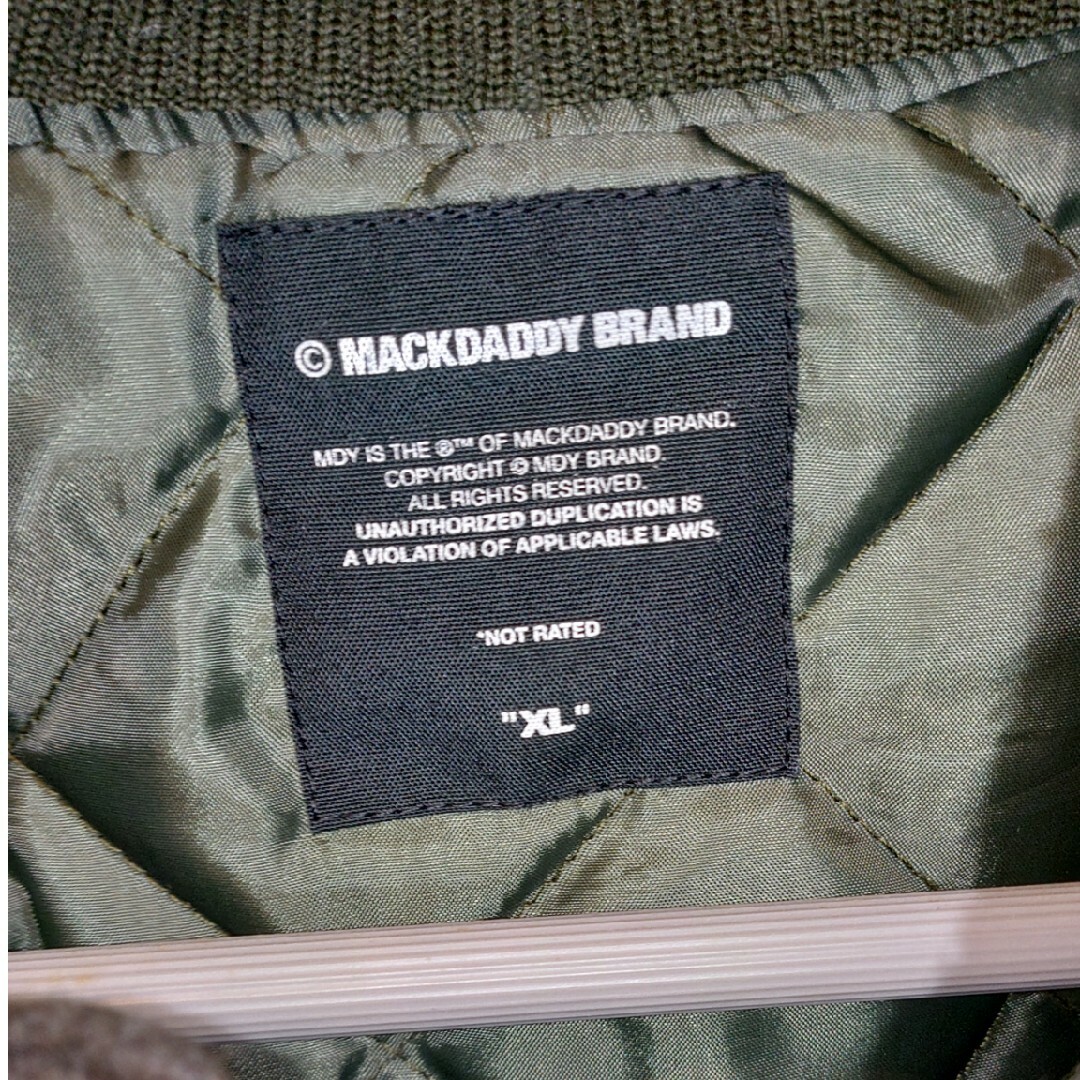 © MACKDADDY BRAND
MDY IS THE ®™ OF MACKDADDY BRAND.
COPYRIGHT © MDY BRAND.
ALL RIGHTS RESERVED.
UNAUTHORIZED DUPLICATION IS
A VIOLATION OF APPLICABLE LAWS.
*NOT RATED
"XL"